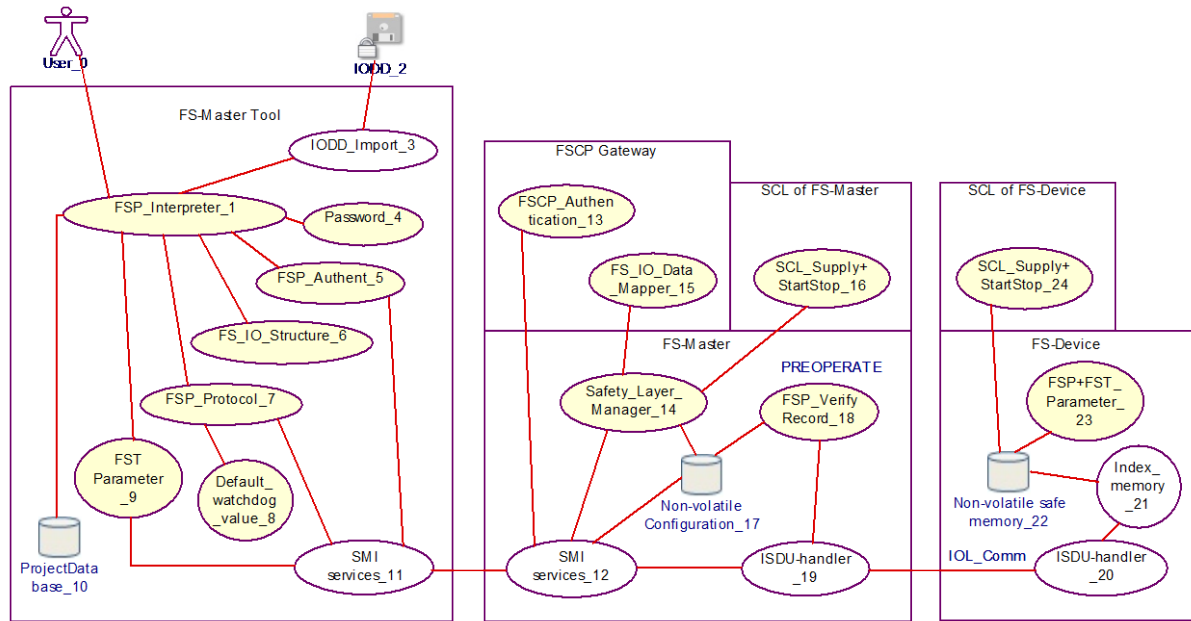 User_0
IODD_2
FS-Master Tool
IODD_Import_3
FSP_Interpreter_1
Password_4
FSP_Authent_5
FS_IO_Structure_6
FSP_Protocol_7
FST
Parameter
_9
Default_
watchdog
_value_8
ProjectData
base_10
SMI
services_11
FSCP Gateway
FSCP_Authen
tication_13
FS_IO_Data
_Mapper_15
SCL of FS-Master
SCL_Supply+
StartStop_16
FS-Master
PREOPERATE
Safety_Layer_
Manager_14
FSP_Verify
Record_18
Non-volatile
Configuration_17
SMI
services_12
ISDU-handler
_19
SCL of FS-Device
SCL_Supply+
StartStop_24
FS-Device
FSP+FST_
Parameter_
23
Index_
memory
_21
Non-volatile safe
memory_22
IOL_Comm
ISDU-handler
_20